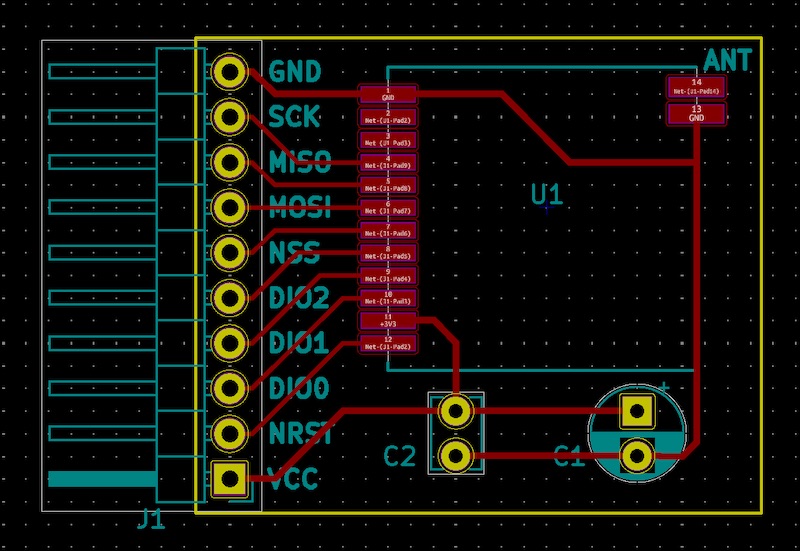 ANT
GND
SCK
MISO
MOSI
NSS
DIO2
DIO1
DIO0
NRST
VCC
J1
1
GND
2
Net-(U1-Pad2)
3
Net-(U1-Pad3)
4
Net-(J1-Pad9)
5
Net-(J1-Pad8)
6
Net-(J1-Pad7)
7
Net-(J1-Pad6)
8
Net-(J1-Pad5)
9
Net-(J1-Pad4)
10
Net-(J1-Pad3)
11
+3V3
12
Net-(J1-Pad2)
14
Net-(U1-Pad14)
13
GND
U1
+
C2
C1